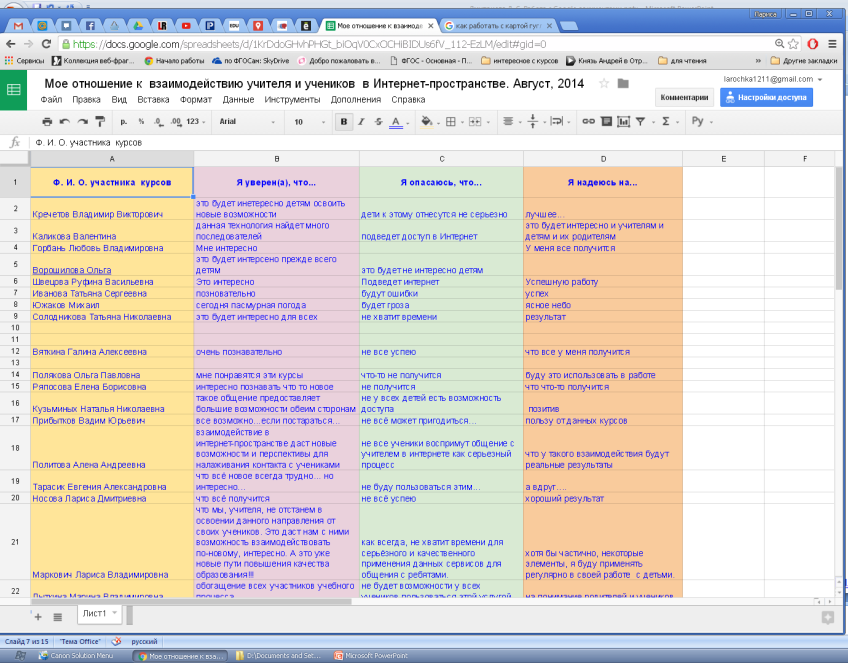 Лариса
Мое отношение к взаимодс
как работать с картой гуг
https://docs.google.com/spreadsheets/d/1KrDdoGHvhPHGt_biOqV0CxOCHiBIDUs6fV_112-EzLM/edit#gid=0
Сервисы Коллекция веб-фраг... Начало работы по ФГОСан: SkyDrive Добро пожаловать в... ФГОС - Основная - П... интересное с курсов Князь Андрей в Отр... для чтения » Другие закладки
Мое отношение к взаимодействию учителя и учеников в Интернет-пространстве. Август, 2014
larochka1211@gmail.com
Файл Правка Вид Вставка Формат Данные Инструменты Дополнения Справка
Комментарии Настройки доступа
р. % .0 .00 123 Arial 10 B I S A Σ Ру
fx Ф. И. О. участника курсов
A B C D E F
1 Ф. И. О. участника курсов Я уверен(а), что... Я опасаюсь, что... Я надеюсь на...
2 Кречетов Владимир Викторович это будет инетересно детям освоить новые возможности дети к этому отнесутся не серьезно лучшее...
3 Каликова Валентина данная технология найдет много последователей подведет доступ в Интернет это будет интересно и учителям и детям и их родителям
4 Горбань Любовь Владимировна Мне интересно У меня все получится
5 Ворошилова Ольга это будет интерсено прежде всего детям это будет не интересно детям
6 Швецова Руфина Васильевна Это интересно Подведет интернет Успешную работу
7 Иванова Татьяна Сергеевна позновательно будут ошибки успех
8 Южаков Михаил сегодня пасмурная погода будет гроза ясное небо
9 Солодникова Татьяна Николаевна это будет интересно для всех не хватит времени результат
10
11
12 Вяткина Галина Алексеевна очень познавательно не все успею что все у меня получится
13
14 Полякова Ольга Павловна мне понравятся эти курсы что-то не получится буду это использовать в работе
15 Ряпосова Елена Борисовна интересно познавать что то новое не получится что что-то получится
16 Кузьминых Наталья Николаевна такое общение предоставляет большие возможности обеим сторонам не у всех детей есть возможность доступа позитив
17 Прибытков Вадим Юрьевич все возможно...если постараться... не всё может пригодиться... пользу от данных курсов
18 Политова Алена Андреевна взаимодействие в интернет-пространстве даст новые возможности и перспективы для налаживания контакта с учениками не все ученики воспримут общение с учителем в интернете как серьезный процесс что у такого взаимодействия будут реальные результаты
19 Тарасик Евгения Александровна что всё новое всегда трудно... но интересно... не буду пользоваться этим... а вдруг....
20 Носова Лариса Дмитриевна что всё получится не всё успею хороший результат
21 Маркович Лариса Владимировна что мы, учителя, не отстанем в освоении данного направления от своих учеников. Это даст нам с ними возможность взаимодействовать по-новому, интересно. А это уже новые пути повышения качества образования!!! как всегда, не хватит времени для серьёзного и качественного применения данных сервисов для общения с ребятами. хотя бы частично, некоторые элементы, я буду применять регулярно в своей работе с детьми.
22 Лыткина Марина Владимировна обогащение всех участников учебного процесса не будет возможности у всех учеников пользоваться этой услугой на понимание родителей и учеников
Лист1
Слайд 7 из 15 "Тема Office" русский
Canon Solution Menu Мое отношение к вза... D:\Documents and Set... Microsoft PowerPoint